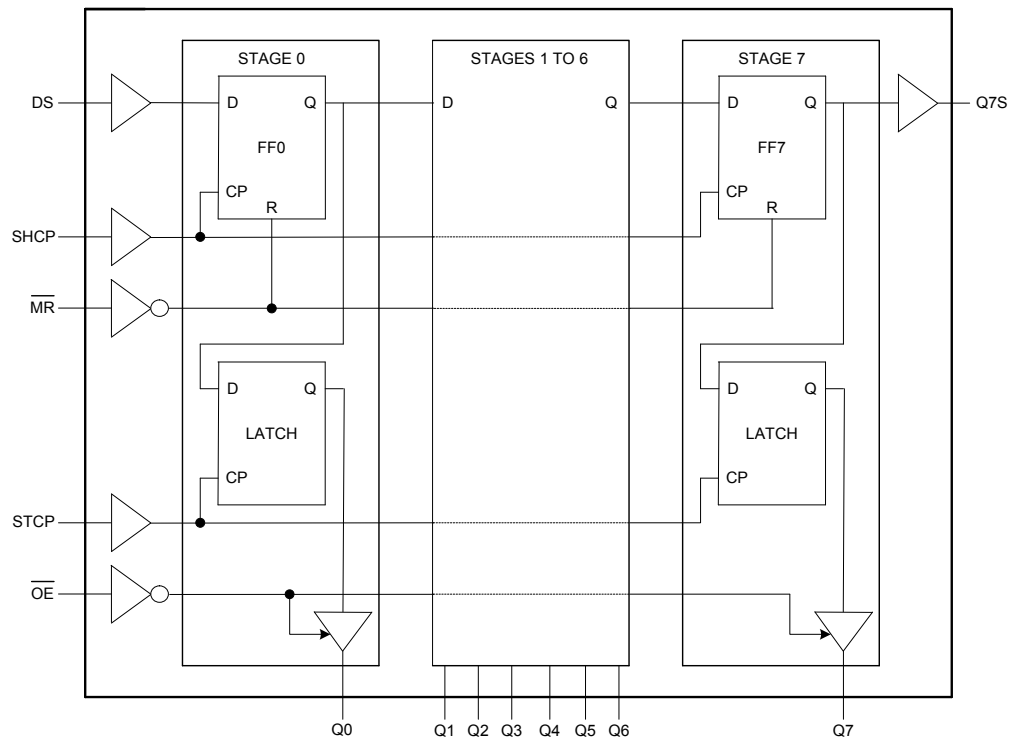 STAGE 0
STAGES 1 TO 6
STAGE 7
DS
D
Q
D
Q
D
Q
Q7S
FF0
FF7
CP
CP
R
R
SHCP
MR
D
Q
D
Q
LATCH
LATCH
CP
CP
STCP
OE
Q0
Q1
Q2
Q3
Q4
Q5
Q6
Q7